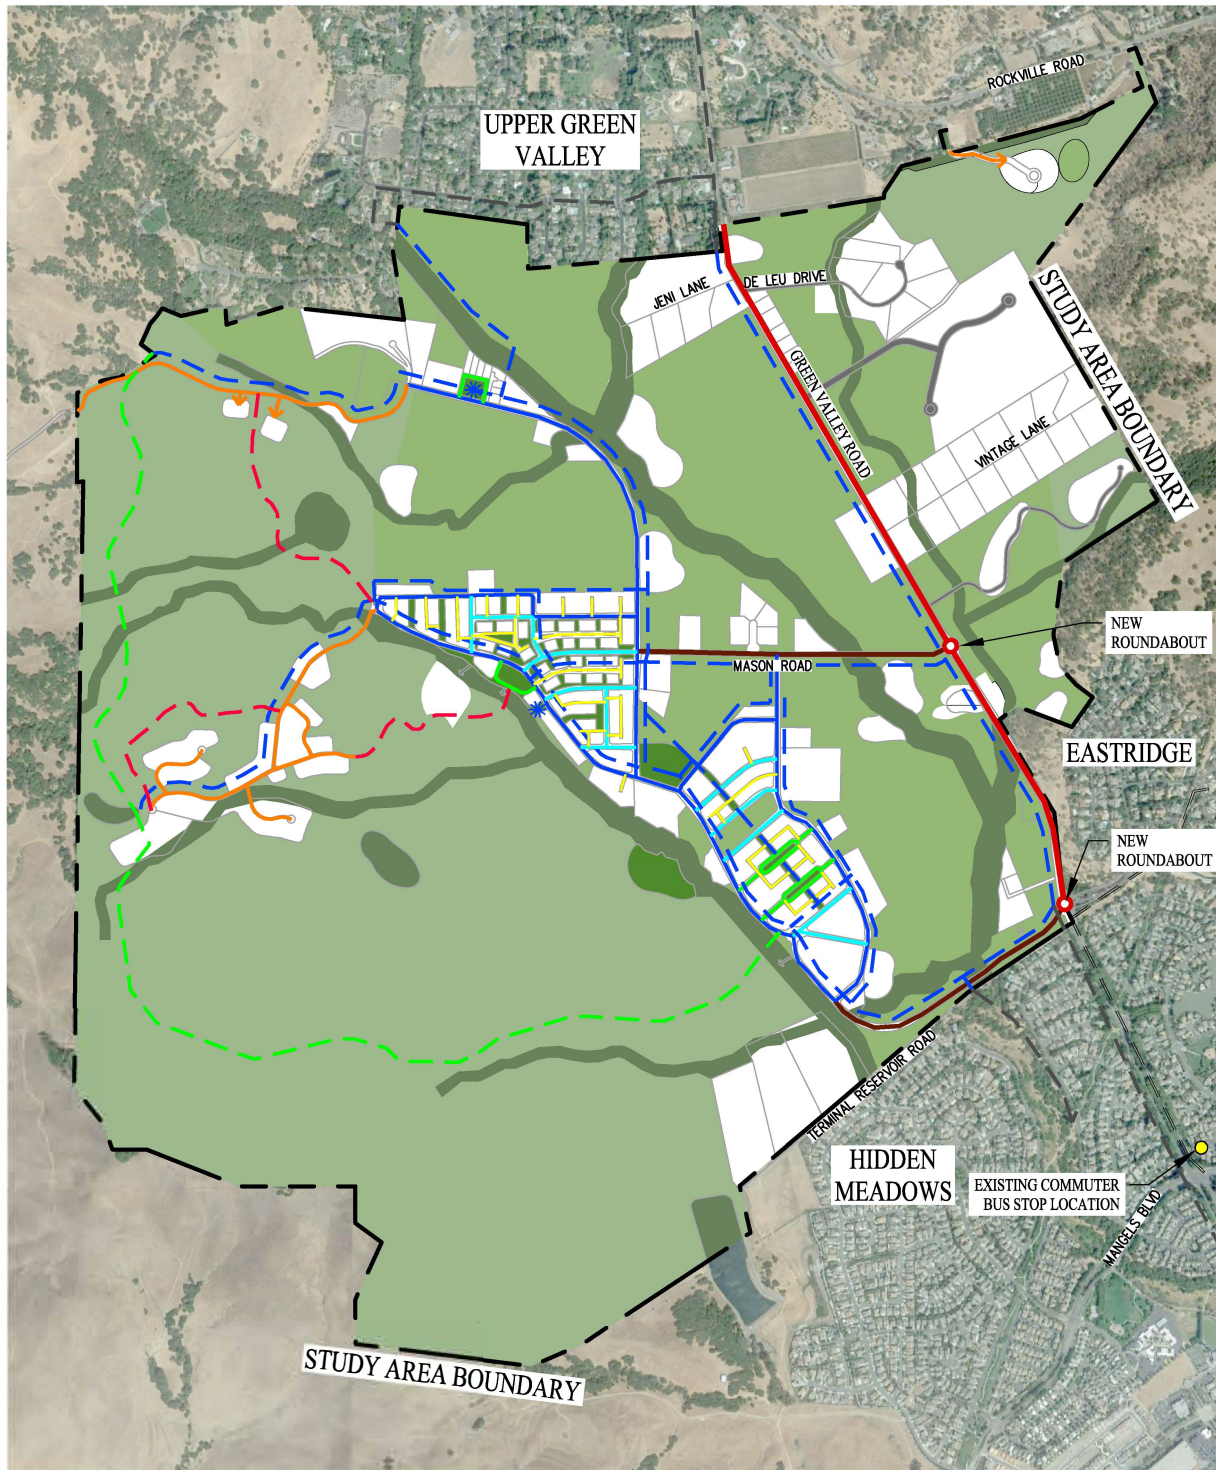 ROCKVILLE ROAD
UPPER GREEN
VALLEY
JENI LANE
DE LEU DRIVE
STUDY AREA BOUNDARY
GREEN VALLEY ROAD
VINTAGE LANE
NEW
ROUNDABOUT
MASON ROAD
EASTRIDGE
NEW
ROUNDABOUT
TERMINAL RESERVOIR ROAD
HIDDEN
MEADOWS
EXISTING COMMUTER
BUS STOP LOCATION
MANGELS BLVD
STUDY AREA BOUNDARY